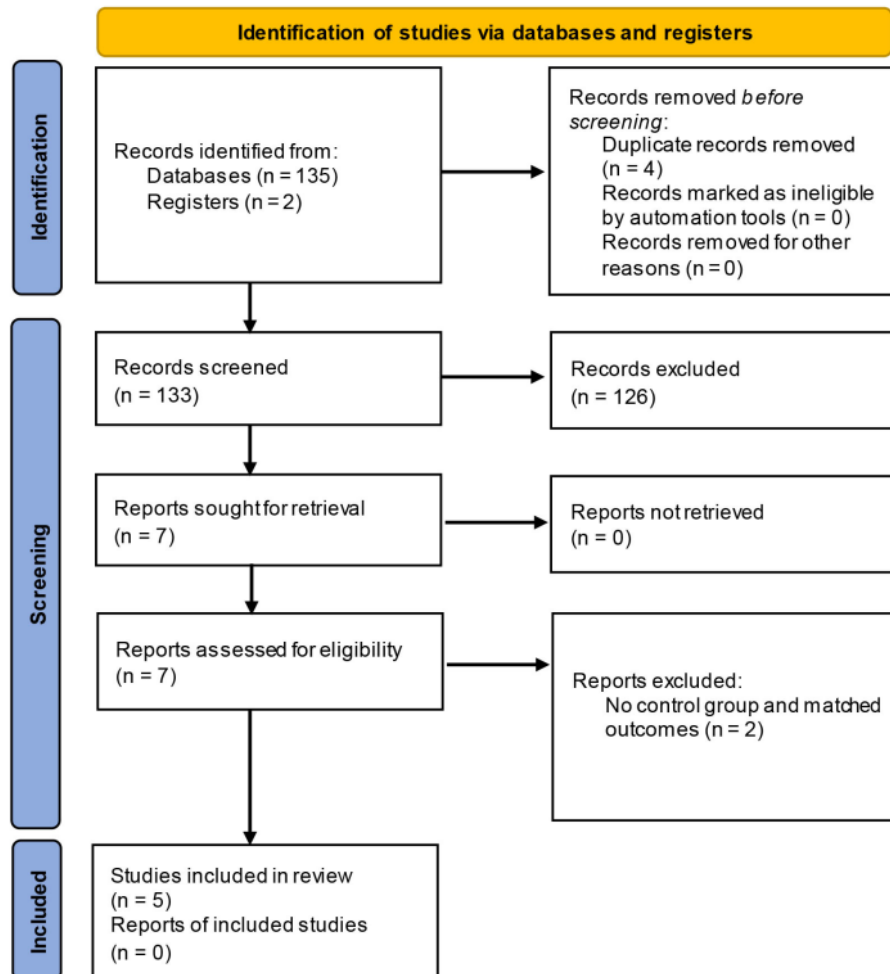 Identification of studies via databases and registers
Identification
Records identified from:
Databases (n = 135)
Registers (n = 2)
Records removed before
screening:
Duplicate records removed
(n = 4)
Records marked as ineligible
by automation tools (n = 0)
Records removed for other
reasons (n = 0)
Screening
Records screened
(n = 133)
Records excluded
(n = 126)
Reports sought for retrieval
(n = 7)
Reports not retrieved
(n = 0)
Reports assessed for eligibility
(n = 7)
Reports excluded:
No control group and matched
outcomes (n = 2)
Included
Studies included in review
(n = 5)
Reports of included studies
(n = 0)